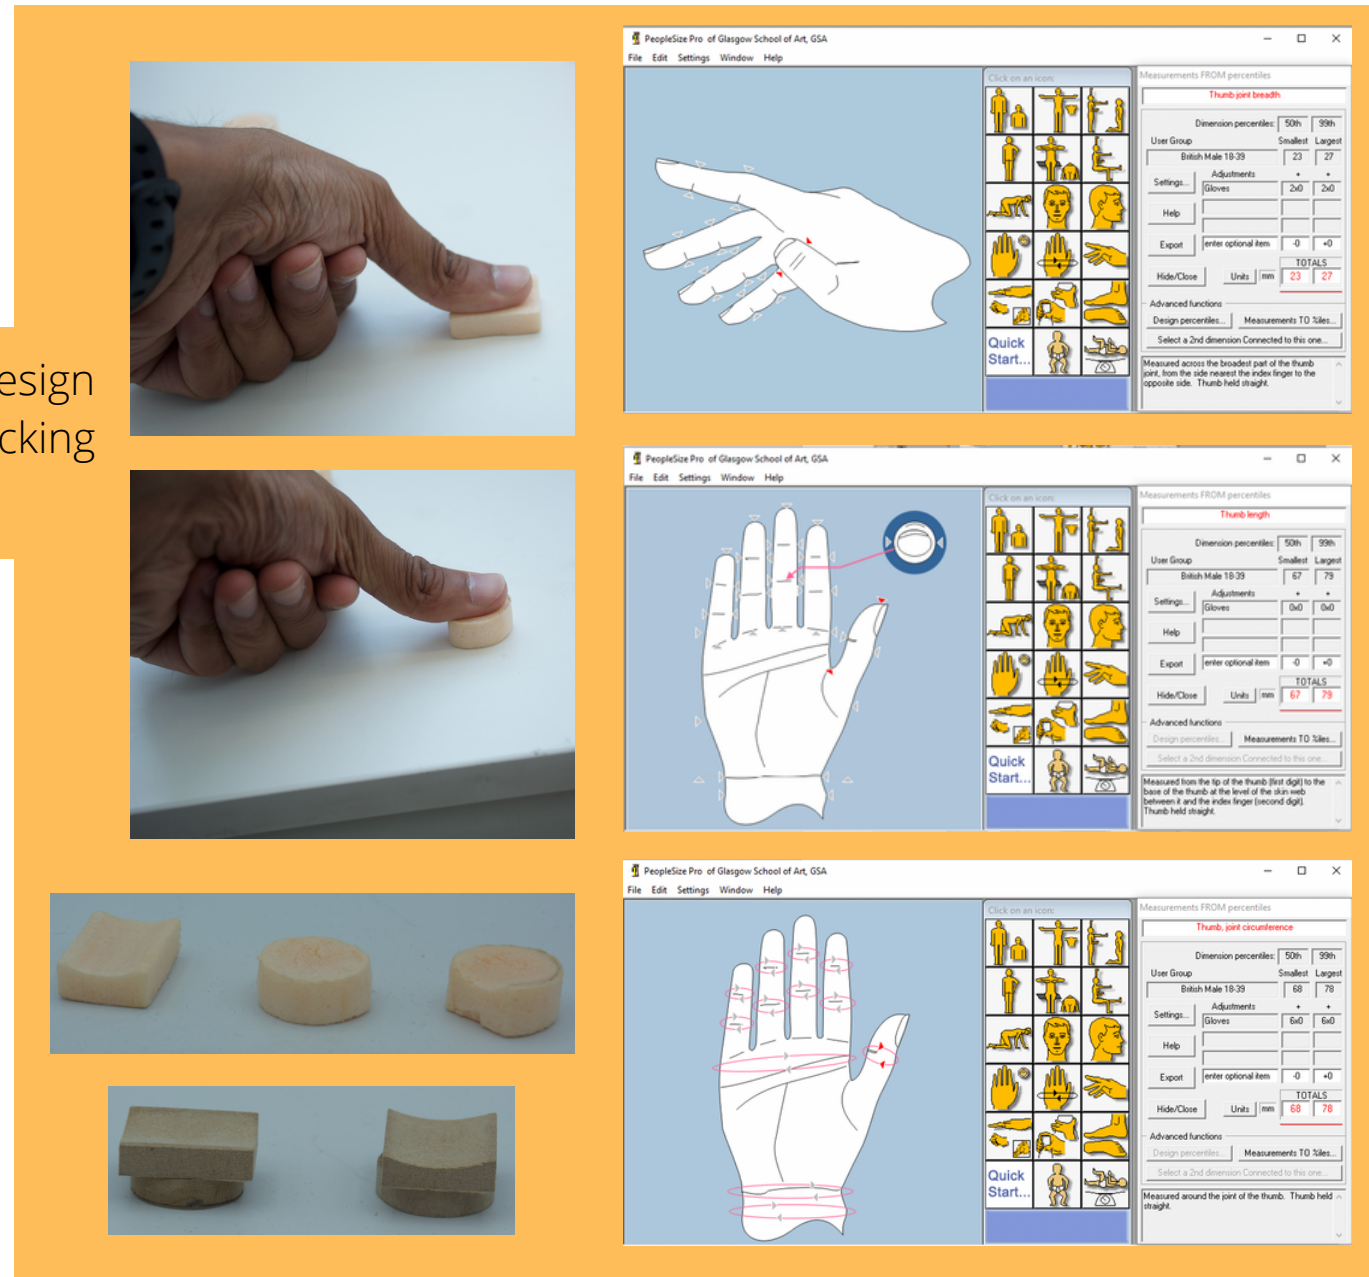 esign
cking
PeopleSize Pro of Glasgow School of Art, GSA
File Edit Settings Window Help
Click on an icon:
Quick
Start...
Measurements FROM percentiles
Thumb joint breadth
Dimension percentiles: 50th 99th
User Group Smallest Largest
British Male 18-39 23 27
Adjustments + +
Settings... Gloves 2x0 2x0
Help
Export enter optional item -0 +0
TOTALS
Hide/Close Units mm 23 27
Advanced functions
Design percentiles... Measurements TO %iles...
Select a 2nd dimension Connected to this one...
Measured across the broadest part of the thumb
joint, from the side nearest the index finger to the
opposite side. Thumb held straight.
PeopleSize Pro of Glasgow School of Art, GSA
File Edit Settings Window Help
Click on an icon:
Quick
Start...
Measurements FROM percentiles
Thumb length
Dimension percentiles: 50th 99th
User Group Smallest Largest
British Male 18-39 67 79
Adjustments + +
Settings... Gloves 0x0 0x0
Help
Export enter optional item -0 +0
TOTALS
Hide/Close Units mm 67 79
Advanced functions
Design percentiles... Measurements TO %iles...
Select a 2nd dimension Connected to this one...
Measured from the tip of the thumb (first digit) to the
base of the thumb at the level of the skin web
between it and the index finger (second digit).
Thumb held straight.
PeopleSize Pro of Glasgow School of Art, GSA
File Edit Settings Window Help
Click on an icon:
Quick
Start...
Measurements FROM percentiles
Thumb, joint circumference
Dimension percentiles: 50th 99th
User Group Smallest Largest
British Male 18-39 68 78
Adjustments + +
Settings... Gloves 6x0 6x0
Help
Export enter optional item -0 +0
TOTALS
Hide/Close Units mm 68 78
Advanced functions
Design percentiles... Measurements TO %iles...
Select a 2nd dimension Connected to this one...
Measured around the joint of the thumb. Thumb held
straight.